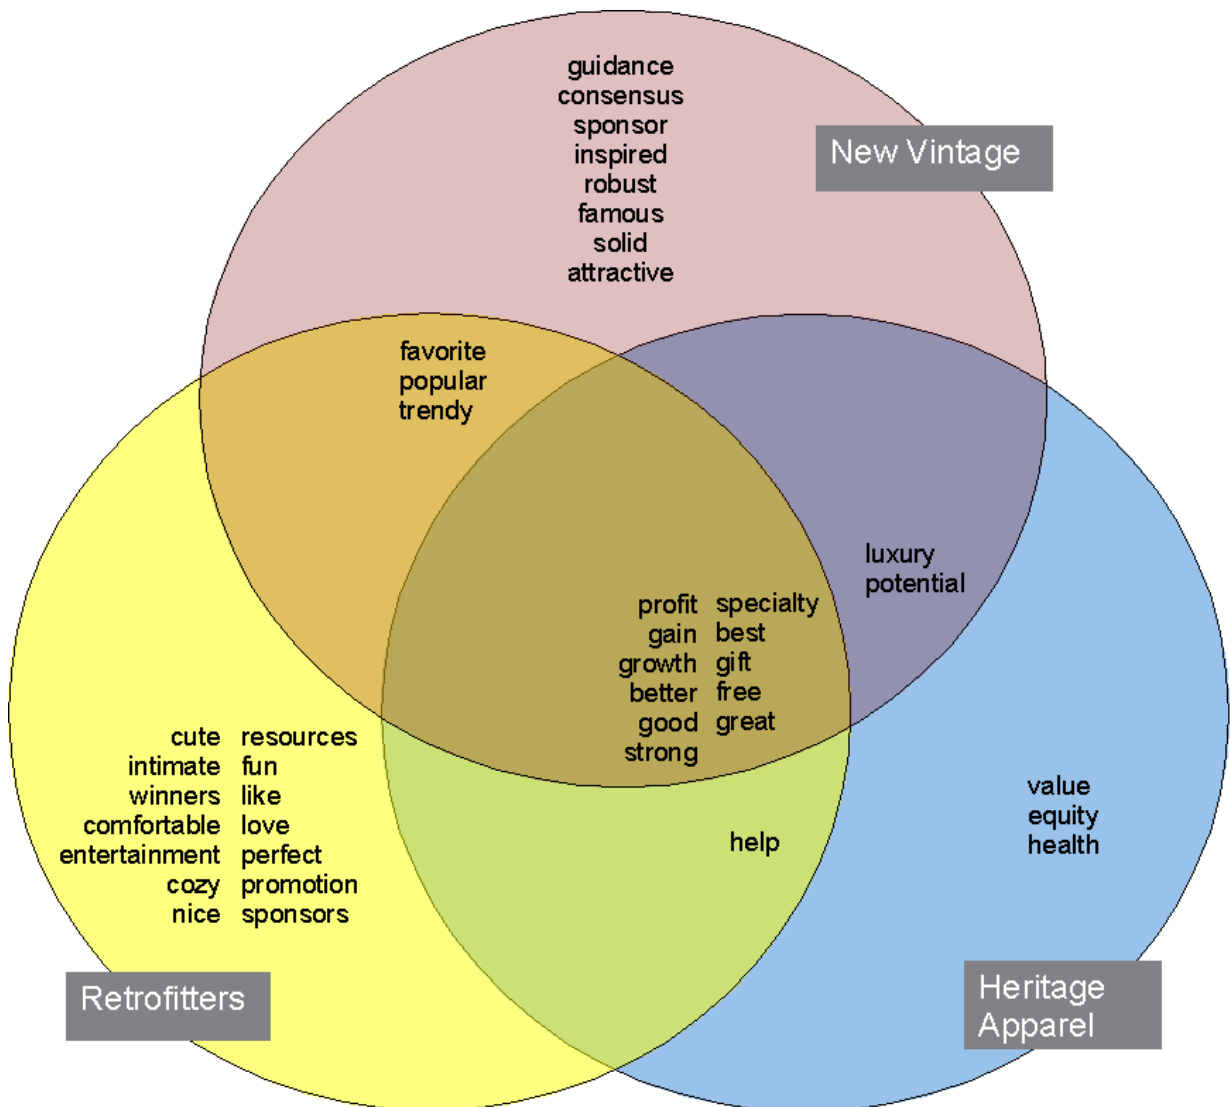 guidance
consensus
sponsor
inspired
robust
famous
solid
attractive
New Vintage
favorite
popular
trendy
luxury
potential
profit specialty
gain best
growth gift
better free
good great
strong
cute resources
intimate fun
winners like
comfortable love
entertainment perfect
cozy promotion
nice sponsors
help
value
equity
health
Retrofitters
Heritage
Apparel